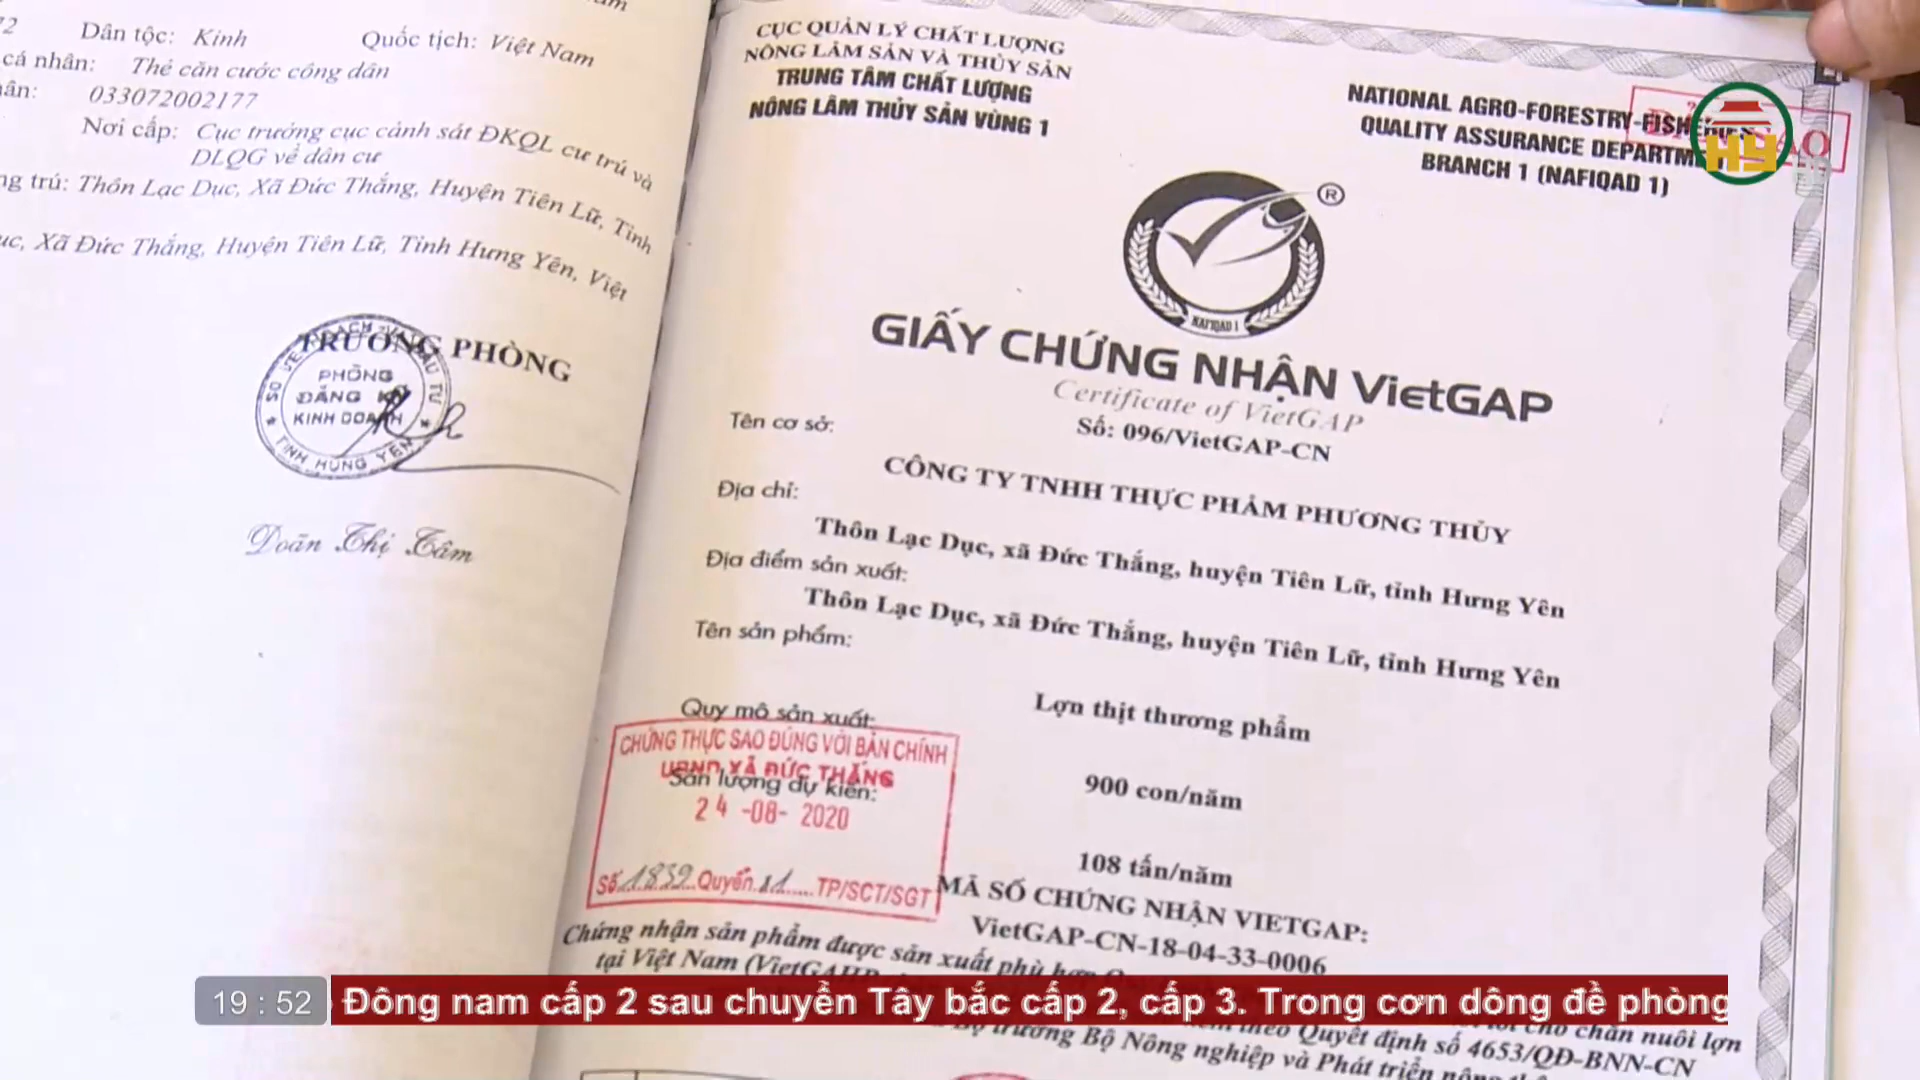 72
Dân tộc: Kinh
Quốc tịch: Việt Nam
cá nhân: Thẻ căn cước công dân
033072002177
Nơi cấp: Cục trưởng cục cảnh sát ĐKQL cư trú và
DLQG về dân cư
ng trú: Thôn Lạc Dục, Xã Đức Thắng, Huyện Tiên Lữ, Tỉnh
ục, Xã Đức Thắng, Huyện Tiên Lữ, Tỉnh Hưng Yên, Việt
TRƯỞNG PHÒNG
PHÒNG
ĐĂNG KÝ
KINH DOANH
TỈNH HƯNG YÊN
Doãn Thị Tâm
CỤC QUẢN LÝ CHẤT LƯỢNG
NÔNG LÂM SẢN VÀ THỦY SẢN
TRUNG TÂM CHẤT LƯỢNG
NÔNG LÂM THỦY SẢN VÙNG 1
NATIONAL AGRO-FORESTRY-FISHERIES
QUALITY ASSURANCE DEPARTMENT
BRANCH 1 (NAFIQAD 1)
SAO
HY
®
NAFIQAD 1
GIẤY CHỨNG NHẬN VietGAP
Certificate of VietGAP
Số: 096/VietGAP-CN
Tên cơ sở:
CÔNG TY TNHH THỰC PHẨM PHƯƠNG THỦY
Địa chỉ:
Thôn Lạc Dục, xã Đức Thắng, huyện Tiên Lữ, tỉnh Hưng Yên
Địa điểm sản xuất:
Thôn Lạc Dục, xã Đức Thắng, huyện Tiên Lữ, tỉnh Hưng Yên
Tên sản phẩm:
Lợn thịt thương phẩm
Quy mô sản xuất:
900 con/năm
Sản lượng dự kiến:
108 tấn/năm
CHỨNG THỰC SAO ĐÚNG VỚI BẢN CHÍNH
UBND XÃ ĐỨC THẮNG
24 -08- 2020
Số 1839 Quyển 11 TP/SCT/SGT
MÃ SỐ CHỨNG NHẬN VIETGAP:
VietGAP-CN-18-04-33-0006
Chứng nhận sản phẩm được sản xuất phù hợp
tại Việt Nam (VietGAHP
cho chăn nuôi lợn
theo Quyết định số 4653/QĐ-BNN-CN
Bộ trưởng Bộ Nông nghiệp và Phát triển nông
19 : 52
Đông nam cấp 2 sau chuyển Tây bắc cấp 2, cấp 3. Trong cơn dông đề phòng